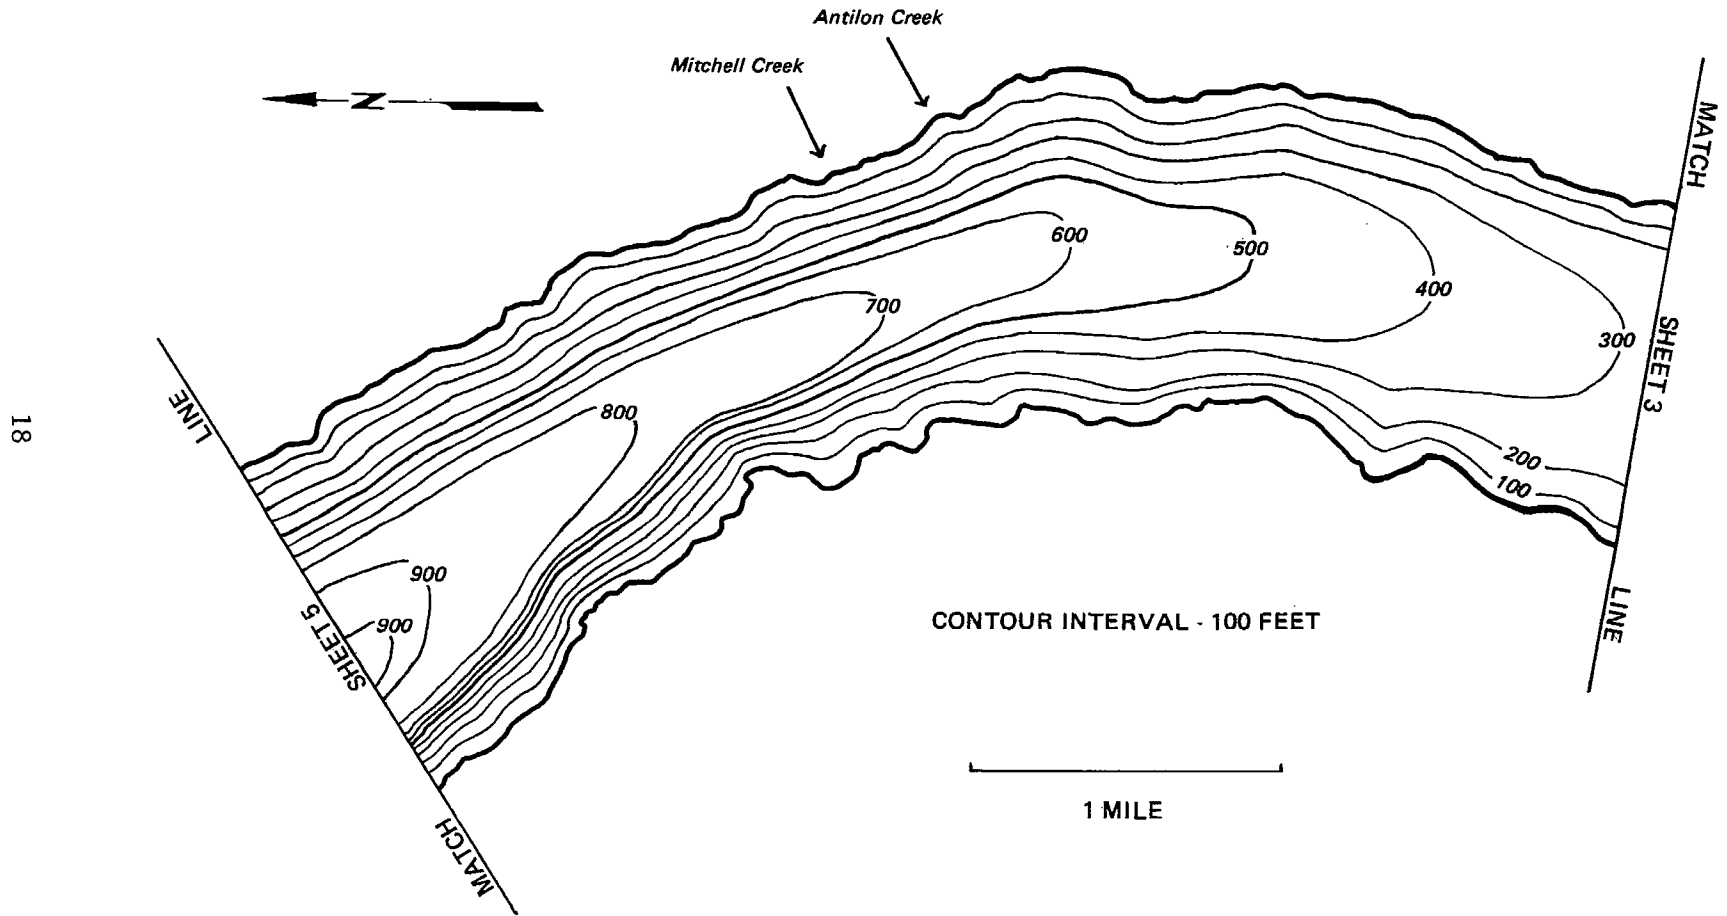 Antilon Creek
Mitchell Creek
N
MATCH
SHEET 3
LINE
600
500
400
300
700
800
900
900
200
100
LINE
SHEET 5
MATCH
CONTOUR INTERVAL - 100 FEET
1 MILE
18